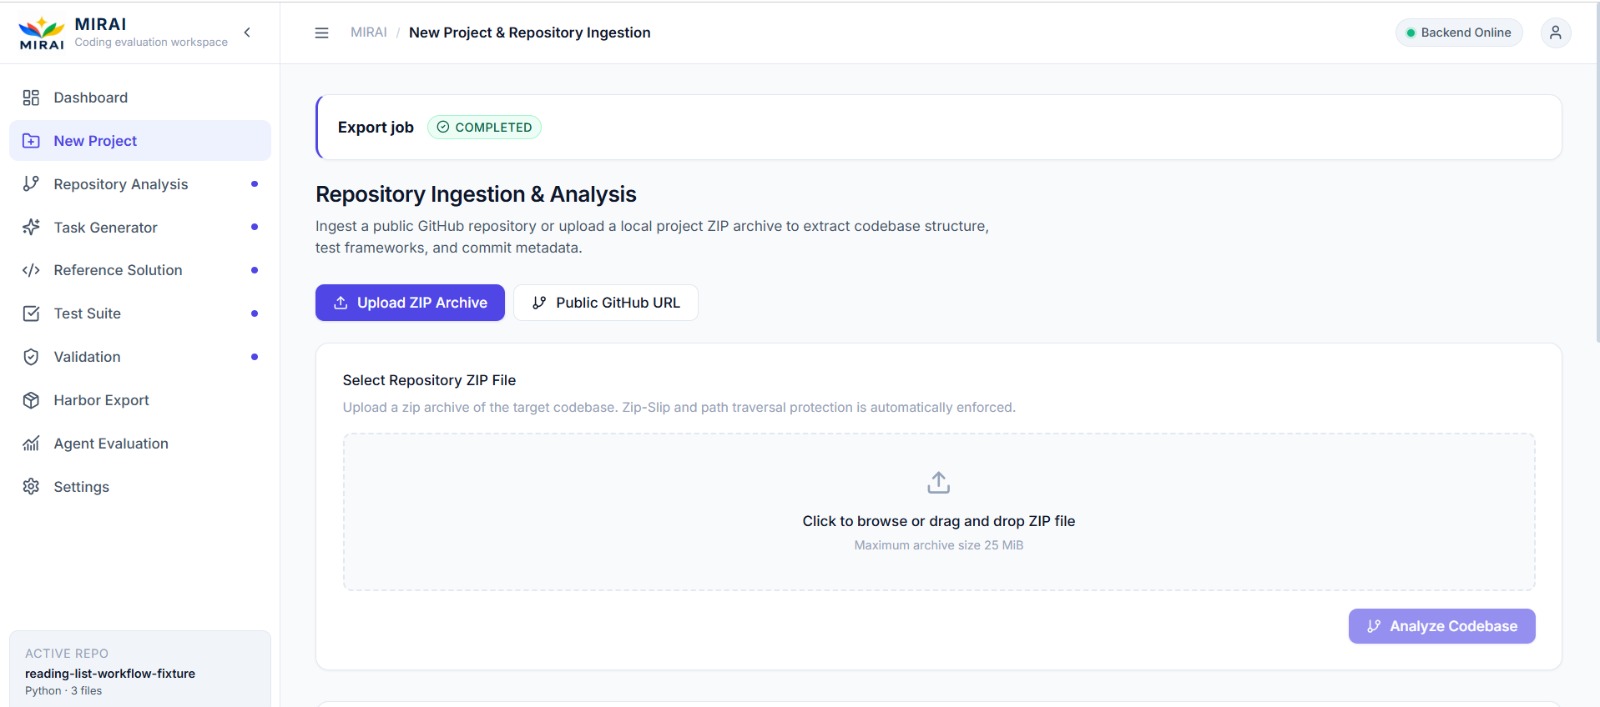 MIRAI
MIRAI
Coding evaluation workspace
MIRAI / New Project & Repository Ingestion
Backend Online
Dashboard
New Project
Repository Analysis
Task Generator
Reference Solution
Test Suite
Validation
Harbor Export
Agent Evaluation
Settings
ACTIVE REPO
reading-list-workflow-fixture
Python · 3 files
Export job COMPLETED
Repository Ingestion & Analysis
Ingest a public GitHub repository or upload a local project ZIP archive to extract codebase structure,
test frameworks, and commit metadata.
Upload ZIP Archive
Public GitHub URL
Select Repository ZIP File
Upload a zip archive of the target codebase. Zip-Slip and path traversal protection is automatically enforced.
Click to browse or drag and drop ZIP file
Maximum archive size 25 MiB
Analyze Codebase